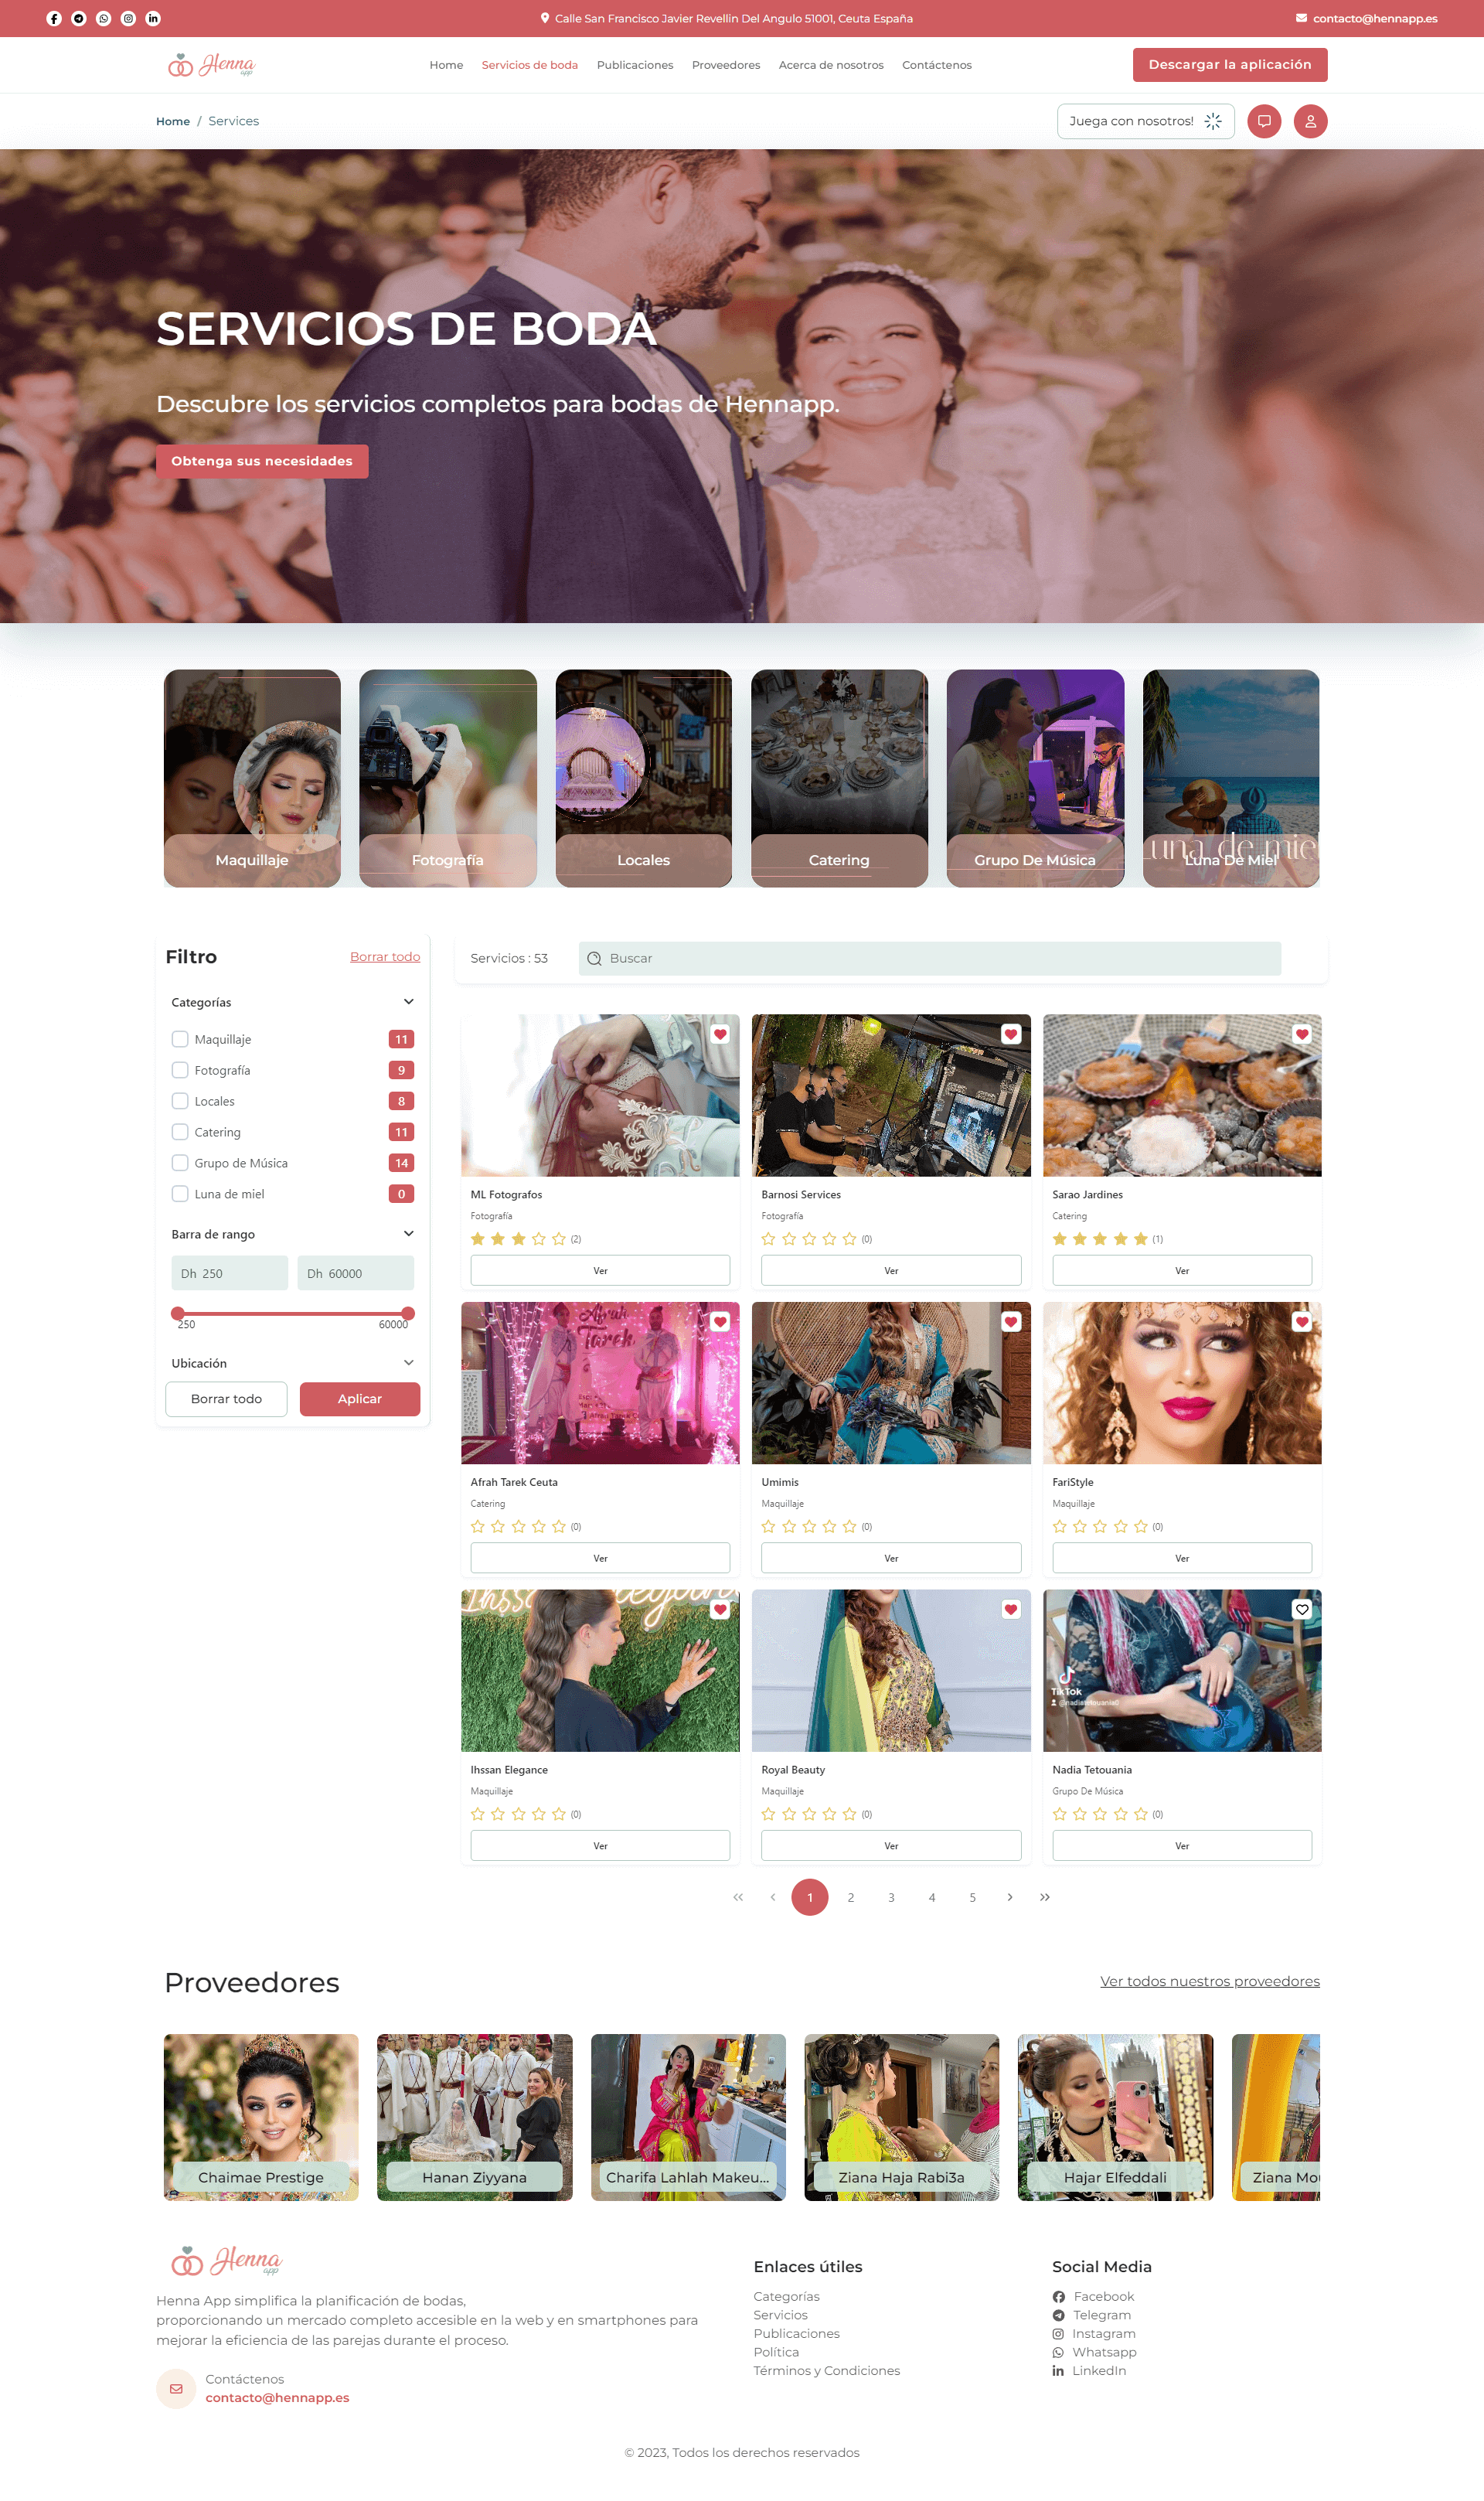 Calle San Francisco Javier Revellin Del Angulo 51001, Ceuta España
contacto@hennapp.es
Henna
app
Home
Servicios de boda
Publicaciones
Proveedores
Acerca de nosotros
Contáctenos
Descargar la aplicación
Home / Services
Juega con nosotros!
SERVICIOS DE BODA
Descubre los servicios completos para bodas de Hennapp.
Obtenga sus necesidades
Maquillaje
Fotografía
Locales
Catering
Grupo De Música
luna de miel
Luna De Miel
Filtro
Borrar todo
Categorías
Maquillaje 11
Fotografía 9
Locales 8
Catering 11
Grupo de Música 14
Luna de miel 0
Barra de rango
Dh 250
Dh 60000
250
60000
Ubicación
Borrar todo
Aplicar
Servicios : 53
Buscar
ML Fotografos
Fotografía
(2)
Ver
Barnosi Services
Fotografía
(0)
Ver
Sarao Jardines
Catering
(1)
Ver
Afrah
Tarek
Afrah Tarek Ceuta
Catering
(0)
Ver
Umimis
Maquillaje
(0)
Ver
FariStyle
Maquillaje
(0)
Ver
Ihssan Elegance
Maquillaje
(0)
Ver
Royal Beauty
Maquillaje
(0)
Ver
TikTok
@nadiatetouania0
Nadia Tetouania
Grupo De Música
(0)
Ver
1
2
3
4
5
Proveedores
Ver todos nuestros proveedores
Chaimae Prestige
Hanan Ziyyana
Charifa Lahlah Makeu...
Ziana Haja Rabi3a
Hajar Elfeddali
Ziana Mou
Henna
app
Henna App simplifica la planificación de bodas,
proporcionando un mercado completo accesible en la web y en smartphones para
mejorar la eficiencia de las parejas durante el proceso.
Contáctenos
contacto@hennapp.es
Enlaces útiles
Categorías
Servicios
Publicaciones
Política
Términos y Condiciones
Social Media
Facebook
Telegram
Instagram
Whatsapp
LinkedIn
© 2023, Todos los derechos reservados